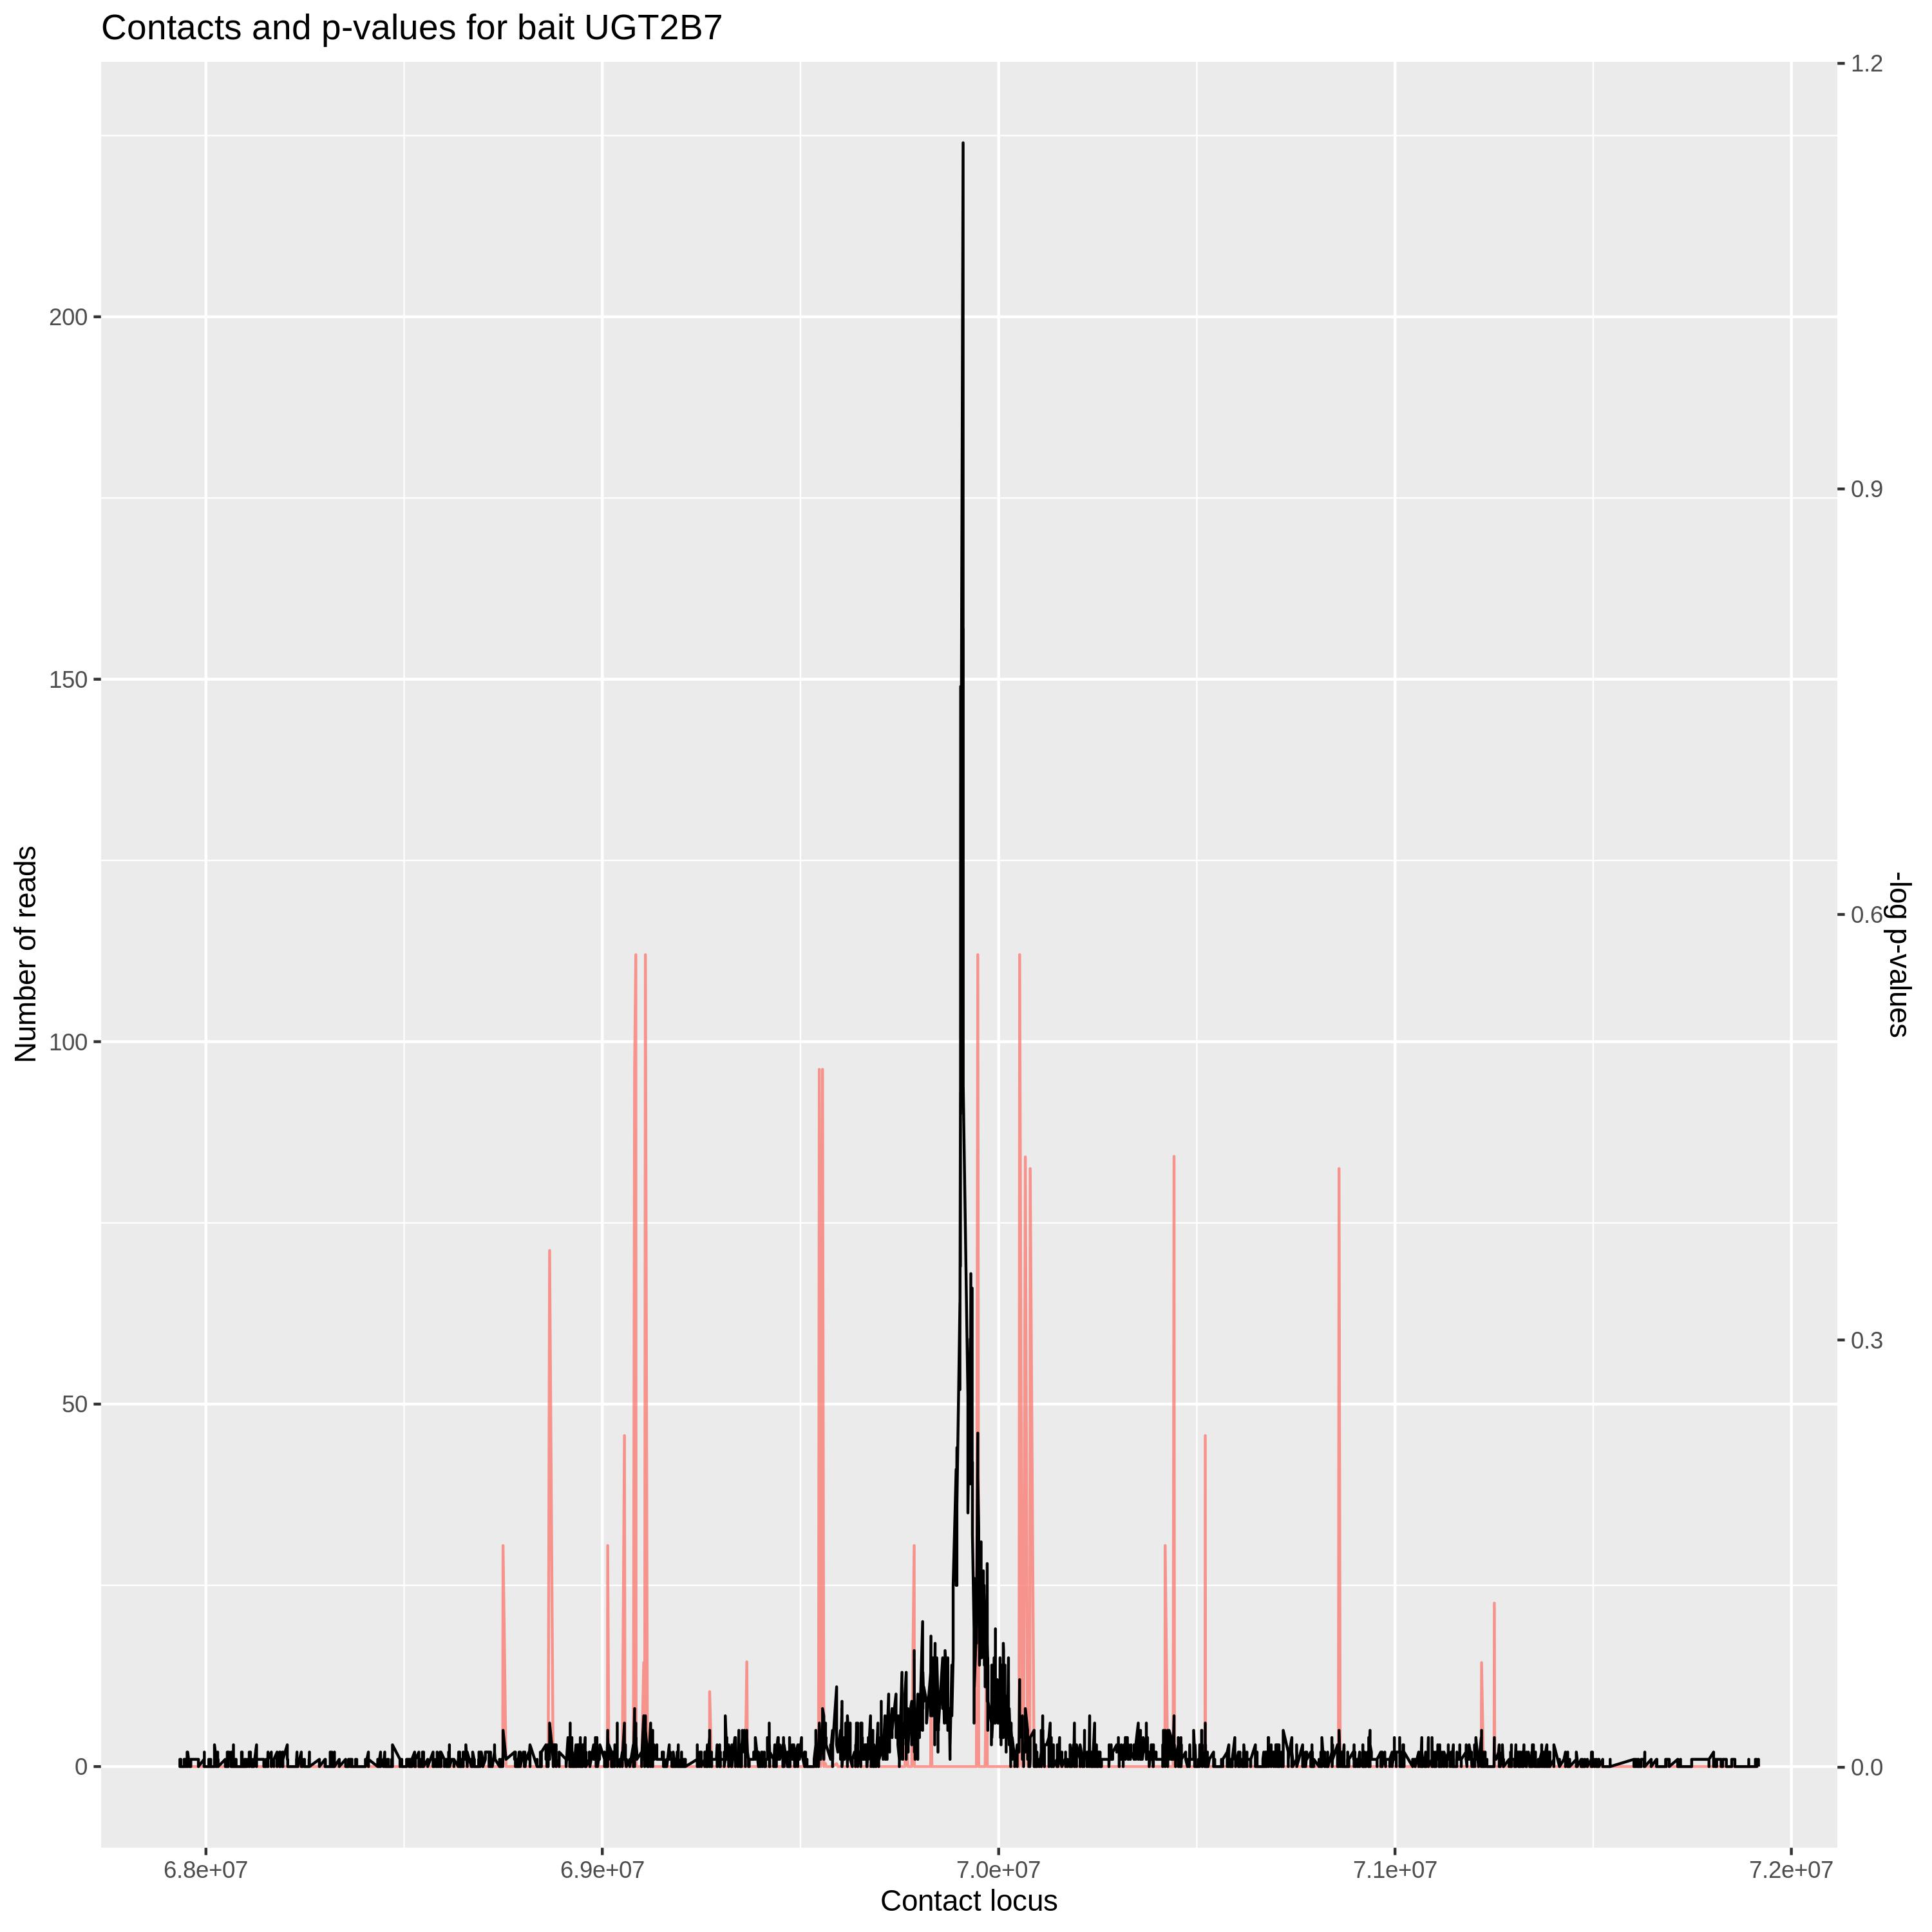 Contacts and p-values for bait UGT2B7
Number of reads
200
150
100
50
0
1.2
0.9
0.6
0.3
0.0
-log p-values
6.8e+07
6.9e+07
7.0e+07
7.1e+07
7.2e+07
Contact locus